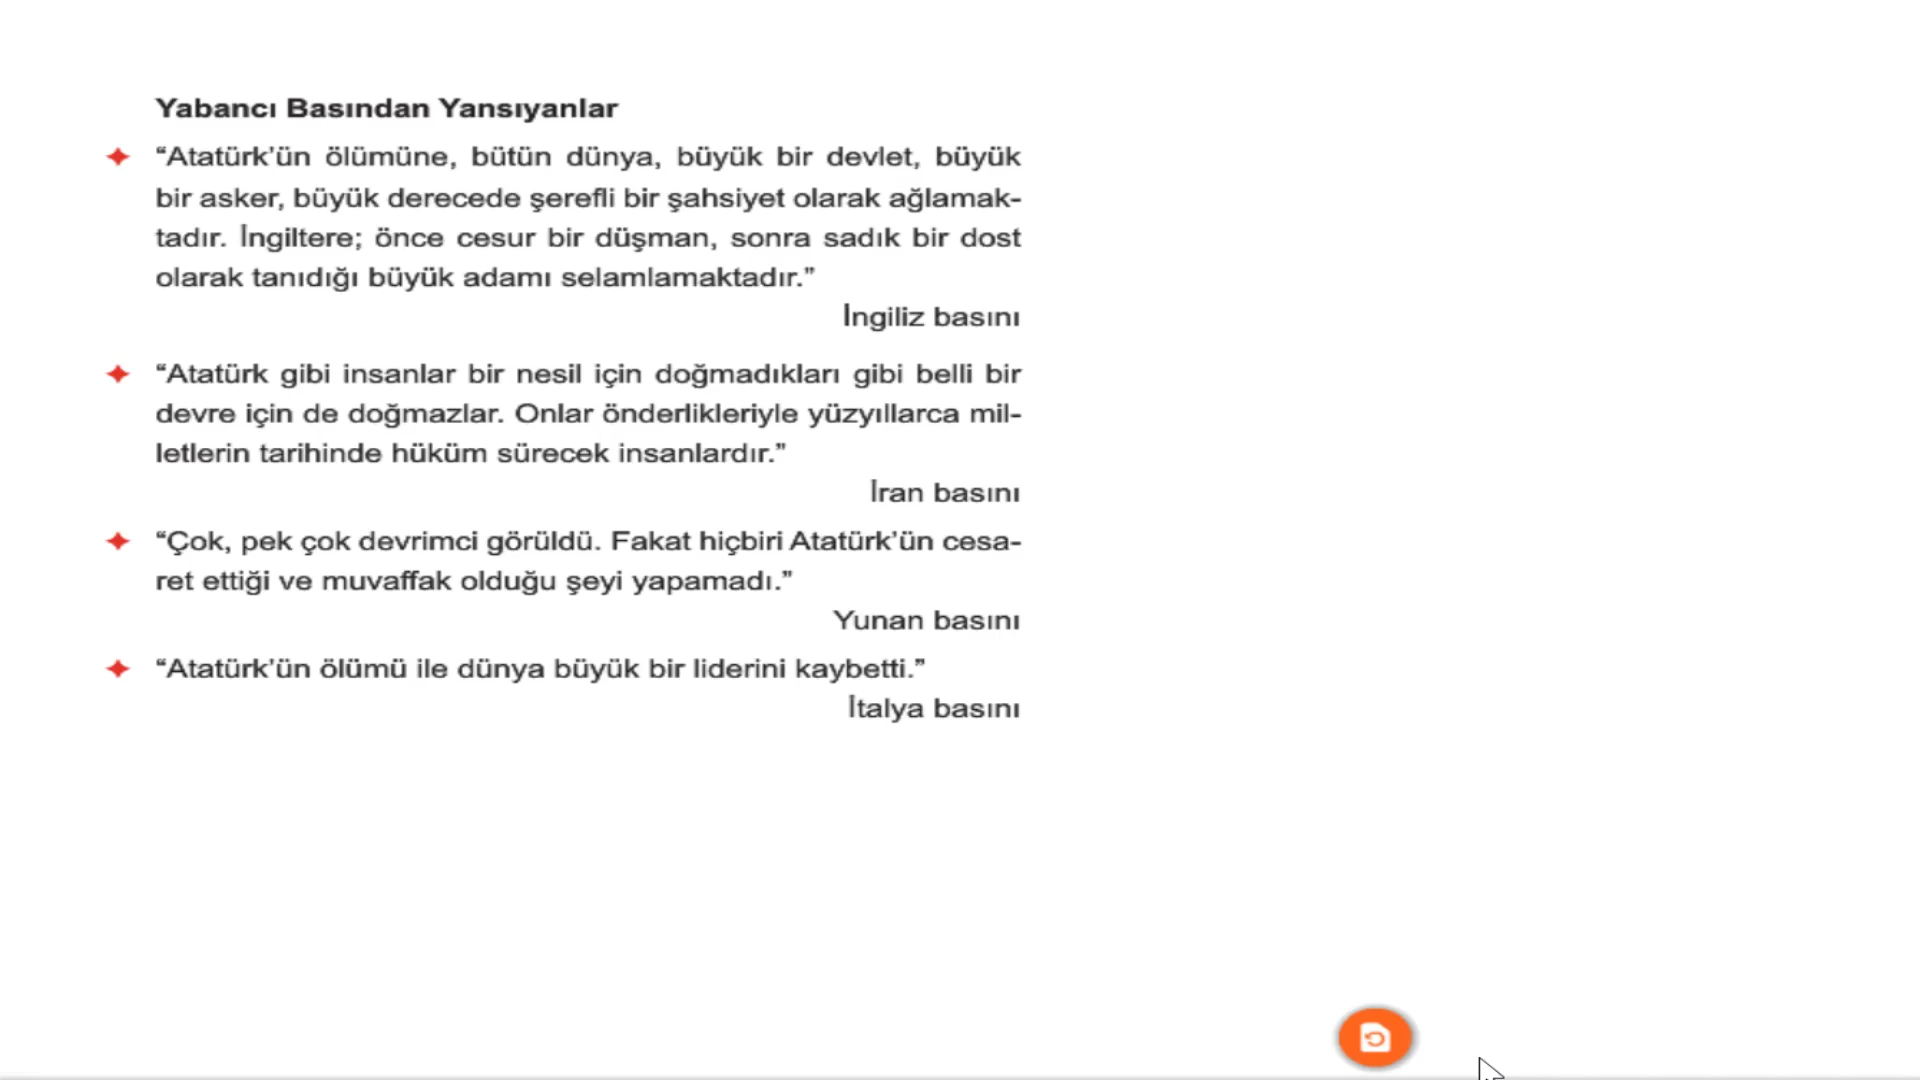 Yabancı Basından Yansıyanlar
“Atatürk’ün ölümüne, bütün dünya, büyük bir devlet, büyük
bir asker, büyük derecede şerefli bir şahsiyet olarak ağlamak-
tadır. İngiltere; önce cesur bir düşman, sonra sadık bir dost
olarak tanıdığı büyük adamı selamlamaktadır.”
İngiliz basını
“Atatürk gibi insanlar bir nesil için doğmadıkları gibi belli bir
devre için de doğmazlar. Onlar önderlikleriyle yüzyıllarca mil-
letlerin tarihinde hüküm sürecek insanlardır.”
İran basını
“Çok, pek çok devrimci görüldü. Fakat hiçbiri Atatürk’ün cesa-
ret ettiği ve muvaffak olduğu şeyi yapamadı.”
Yunan basını
“Atatürk’ün ölümü ile dünya büyük bir liderini kaybetti.”
İtalya basını